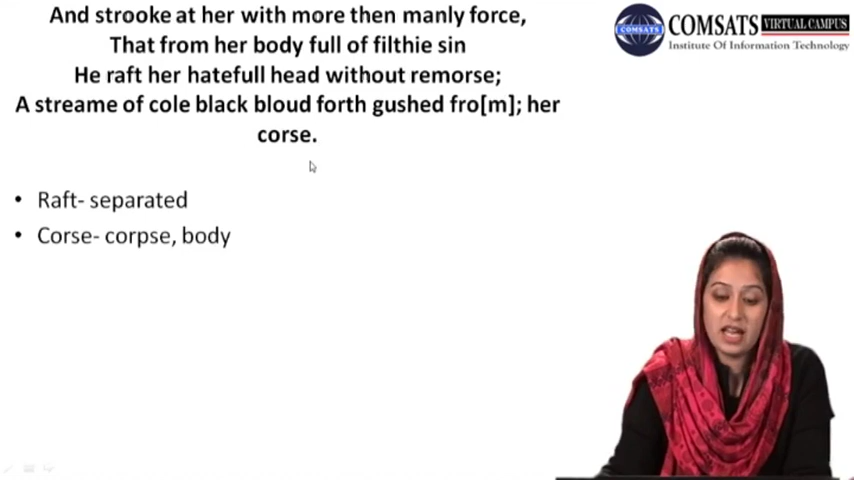 And strooke at her with more then manly force,
That from her body full of filthie sin
He raft her hatefull head without remorse;
A streame of cole black bloud forth gushed fro[m]; her
corse.
• Raft- separated
• Corse- corpse, body
COMSATS
COMSATS VIRTUAL CAMPUS
Institute Of Information Technology